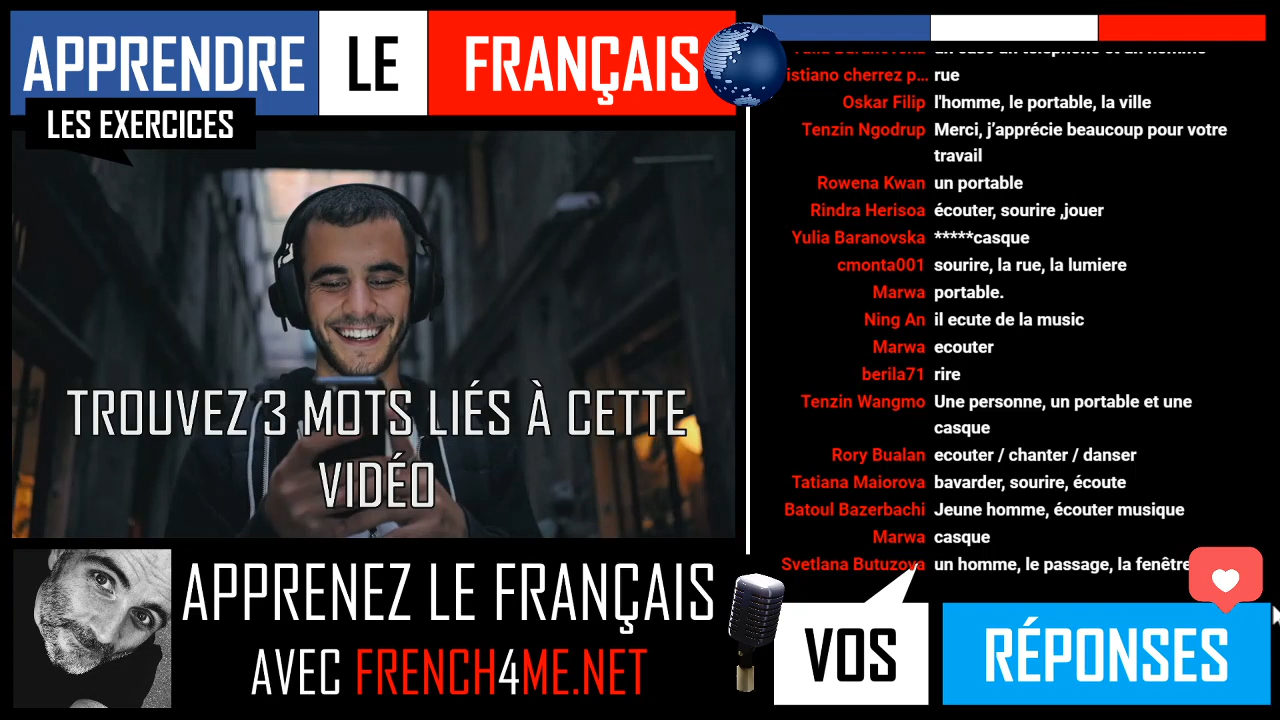 APPRENDRE LE FRANÇAIS
LES EXERCICES
TROUVEZ 3 MOTS LIÉS À CETTE
VIDÉO
APPRENEZ LE FRANÇAIS
AVEC FRENCH4ME.NET
istiano cherrez p... rue
Oskar Filip l'homme, le portable, la ville
Tenzin Ngodrup Merci, j’apprécie beaucoup pour votre
travail
Rowena Kwan un portable
Rindra Herisoa écouter, sourire ,jouer
Yulia Baranovska *****casque
cmonta001 sourire, la rue, la lumiere
Marwa portable.
Ning An il ecute de la music
Marwa ecouter
berila71 rire
Tenzin Wangmo Une personne, un portable et une
casque
Rory Bualan ecouter / chanter / danser
Tatiana Maiorova bavarder, sourire, écoute
Batoul Bazerbachi Jeune homme, écouter musique
Marwa casque
Svetlana Butuzova un homme, le passage, la fenêtre
VOS RÉPONSES